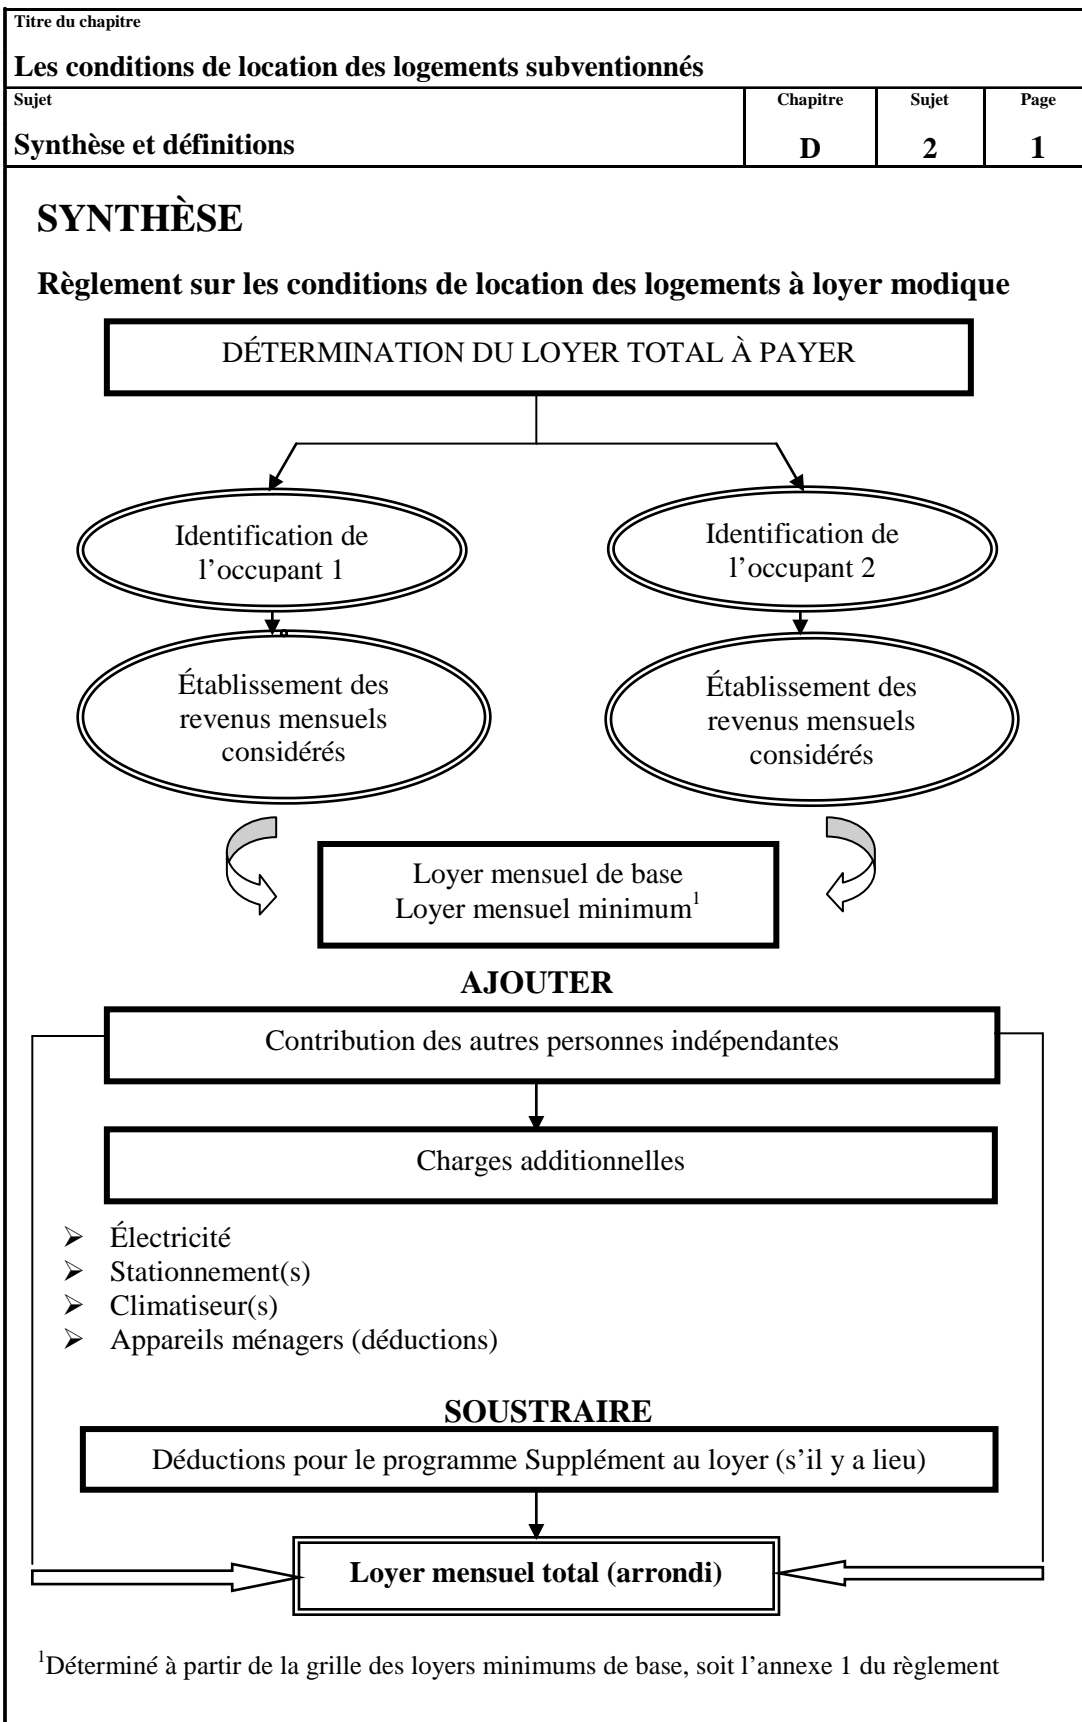 Titre du chapitre
Les conditions de location des logements subventionnés
Sujet
Chapitre
Sujet
Page
Synthèse et définitions
D
2
1
SYNTHÈSE
Règlement sur les conditions de location des logements à loyer modique
DÉTERMINATION DU LOYER TOTAL À PAYER
Identification de
l’occupant 1
Identification de
l’occupant 2
Établissement des
revenus mensuels
considérés
Établissement des
revenus mensuels
considérés
Loyer mensuel de base
Loyer mensuel minimum1
AJOUTER
Contribution des autres personnes indépendantes
Charges additionnelles
➢ Électricité
➢ Stationnement(s)
➢ Climatiseur(s)
➢ Appareils ménagers (déductions)
SOUSTRAIRE
Déductions pour le programme Supplément au loyer (s’il y a lieu)
Loyer mensuel total (arrondi)
1Déterminé à partir de la grille des loyers minimums de base, soit l’annexe 1 du règlement